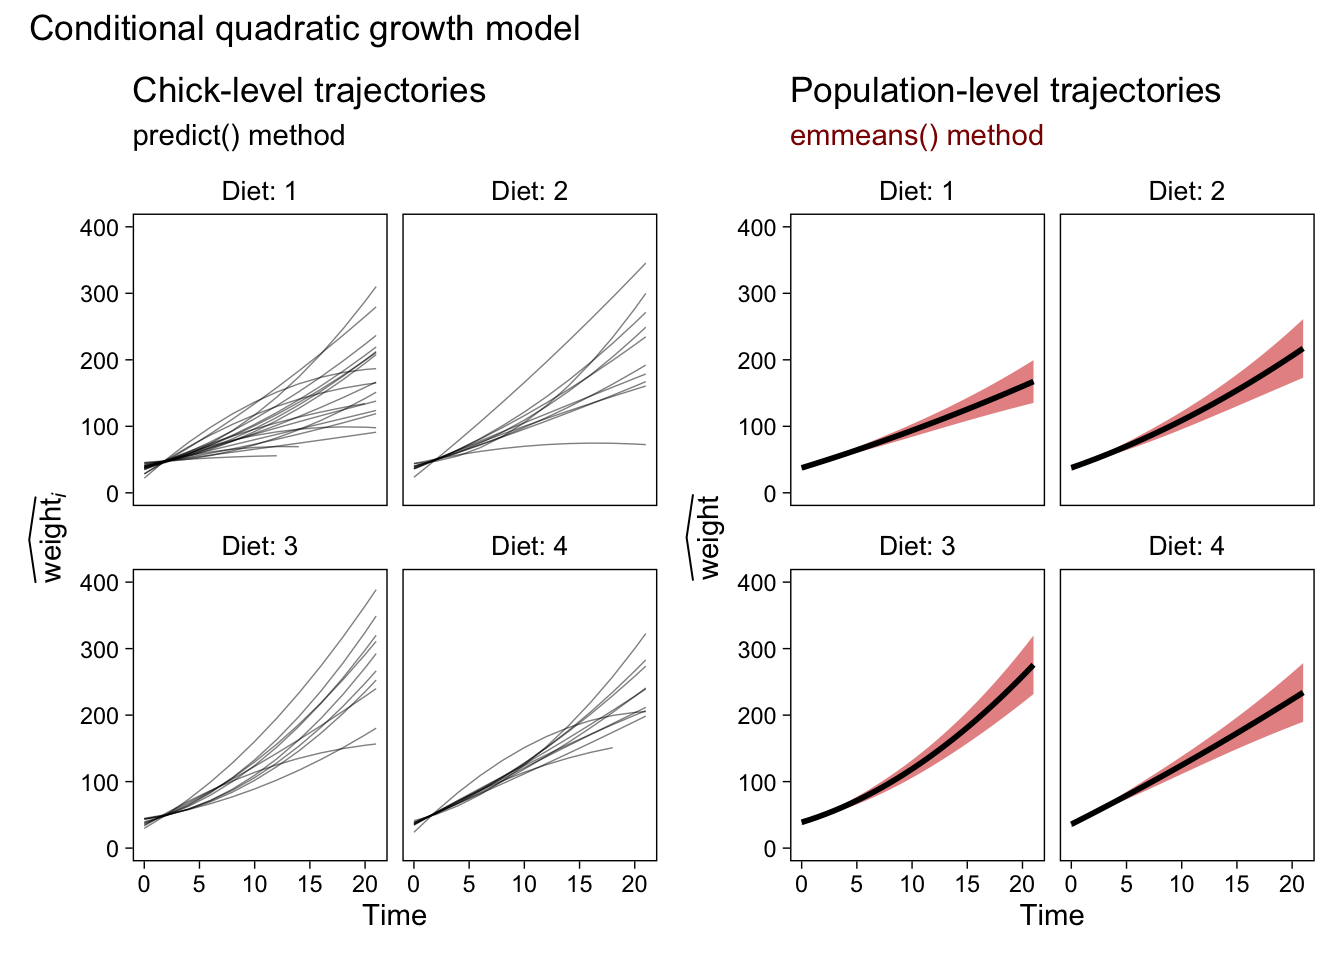 Conditional quadratic growth model
Chick-level trajectories
predict() method
Diet: 1
Diet: 2
400
300
200
100
0
Diet: 3
Diet: 4
400
300
200
100
0
0 5 10 15 20
0 5 10 15 20
Time
weightᵢ
Population-level trajectories
emmeans() method
Diet: 1
Diet: 2
400
300
200
100
0
Diet: 3
Diet: 4
400
300
200
100
0
0 5 10 15 20
0 5 10 15 20
Time
weight